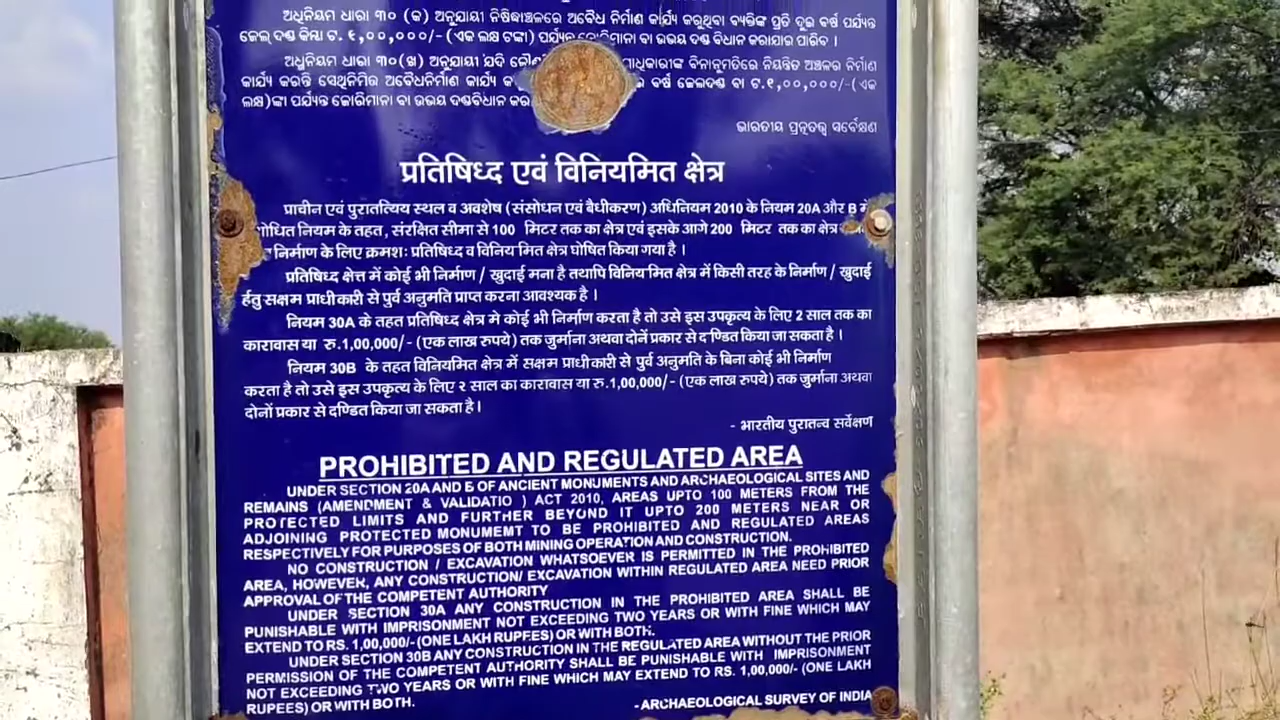 ଅଧିନିୟମ ଧାରା ୩୦ (କ) ଅନୁଯାୟୀ ନିଷିଦ୍ଧାଞ୍ଚଳରେ ଅବୈଧ ନିର୍ମାଣ କାର୍ଯ୍ୟ କରୁଥିବା ବ୍ୟକ୍ତିଙ୍କ ପ୍ରତି ଦୁଇ ବର୍ଷ ପର୍ଯ୍ୟନ୍ତ
ଜେଲ୍ ଦଣ୍ଡ କିମ୍ବା ଟ. ୧,୦୦,୦୦୦/- (ଏକ ଲକ୍ଷ ଟଙ୍କା) ପର୍ଯ୍ୟନ୍ତ ଜୋରିମାନା ବା ଉଭୟ ଦଣ୍ଡ ବିଧାନ କରାଯାଇ ପାରିବ ।
ଅଧିନିୟମ ଧାରା ୩୦(ଖ) ଅନୁଯାୟୀ ଯଦି ବିନାନୁମତିରେ ନିୟନ୍ତ୍ରିତ ଅଞ୍ଚଳର ନିର୍ମାଣ
କାର୍ଯ୍ୟ କରନ୍ତି ସେଥିନିମିତ୍ତ ଅବୈଧନିର୍ମାଣ କାର୍ଯ୍ୟ ବର୍ଷ ଜେଲଦଣ୍ଡ ବା ଟ.୧,୦୦,୦୦୦/-(ଏକ
ଲକ୍ଷ)ଙ୍କା ପର୍ଯ୍ୟନ୍ତ ଜୋରିମାନା ବା ଉଭୟ ଦଣ୍ଡବିଧାନ
ଭାରତୀୟ ପ୍ରତ୍ନତତ୍ତ୍ୱ ସର୍ବେକ୍ଷଣ
प्रतिषिध्द एवं विनियमित क्षेत्र
प्राचीन एवं पुरातत्यिय स्थल व अवशेष (संसोधन एवं बैधीकरण) अधिनियम 2010 के नियम 20A और B
नियम के तहत, संरक्षित सीमा से 100 मिटर तक का क्षेत्र एवं इसके आगे 200 मिटर तक का क्षेत्र
निर्माण के लिए क्रमश: प्रतिषिध्द व विनियमित क्षेत्र घोषित किया गया है ।
प्रतिषिध्द क्षेत्त में कोई भी निर्माण / खुदाई मना है तथापि विनियमित क्षेत्र में किसी तरह के निर्माण / खुदाई
हेतु सक्षम प्राधीकारी से पुर्व अनुमति प्राप्त करना आवश्यक है ।
नियम 30A के तहत प्रतिषिध्द क्षेत्र मे कोई भी निर्माण करता है तो उसे इस उपकृत्य के लिए 2 साल तक का
कारावास या रु.1,00,000/- (एक लाख रुपये) तक जुर्माना अथवा दोनें प्रकार से दण्डित किया जा सकता है ।
नियम 30B के तहत विनियमित क्षेत्र में सक्षम प्राधीकारी से पुर्व अनुमति के बिना कोई भी निर्माण
करता है तो उसे इस उपकृत्य के लिए २ साल का कारावास या रु.1,00,000/- (एक लाख रुपये) तक जुर्माना अथवा
दोनों प्रकार से दण्डित किया जा सकता है ।
- भारतीय पुरातन्व सर्वेक्षण
PROHIBITED AND REGULATED AREA
UNDER SECTION 20A AND B OF ANCIENT MONUMENTS AND ARCHAEOLOGICAL SITES AND
REMAINS (AMENDMENT & VALIDATIO ) ACT 2010, AREAS UPTO 100 METERS FROM THE
PROTECTED LIMITS AND FURTHER BEYOND IT UPTO 200 METERS NEAR OR
ADJOINING PROTECTED MONUMEMT TO BE PROHIBITED AND REGULATED AREAS
RESPECTIVELY FOR PURPOSES OF BOTH MINING OPERATION AND CONSTRUCTION.
NO CONSTRUCTION / EXCAVATION WHATSOEVER IS PERMITTED IN THE PROHIBITED
AREA, HOWEVER, ANY CONSTRUCTION/ EXCAVATION WITHIN REGULATED AREA NEED PRIOR
APPROVAL OF THE COMPETENT AUTHORITY
UNDER SECTION 30A ANY CONSTRUCTION IN THE PROHIBITED AREA SHALL BE
PUNISHABLE WITH IMPRISONMENT NOT EXCEEDING TWO YEARS OR WITH FINE WHICH MAY
EXTEND TO RS. 1,00,000/- (ONE LAKH RUPEES) OR WITH BOTH.
UNDER SECTION 30B ANY CONSTRUCTION IN THE REGULATED AREA WITHOUT THE PRIOR
PERMISSION OF THE COMPETENT AUTHORITY SHALL BE PUNISHABLE WITH IMPRISONMENT
NOT EXCEEDING TWO YEARS OR WITH FINE WHICH MAY EXTEND TO RS. 1,00,000/- (ONE LAKH
RUPEES) OR WITH BOTH.
- ARCHAEOLOGICAL SURVEY OF INDIA